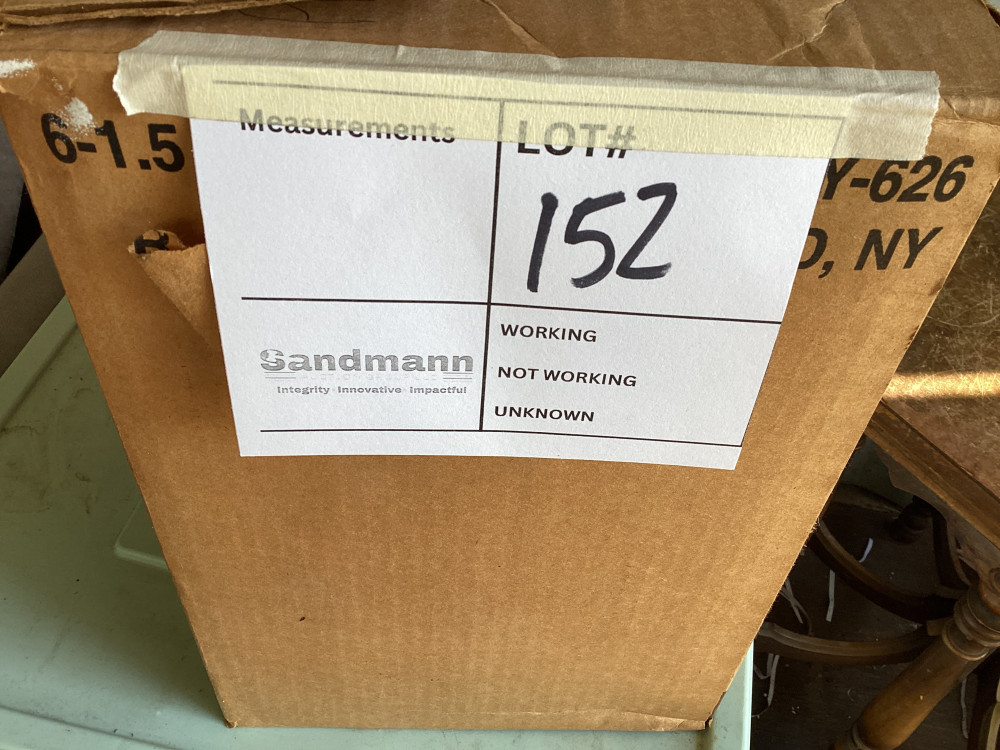 Measurements
LOT#
152
6-1.5
Y-626
, NY
Sandmann
Integrity Innovative Impactful
WORKING
NOT WORKING
UNKNOWN